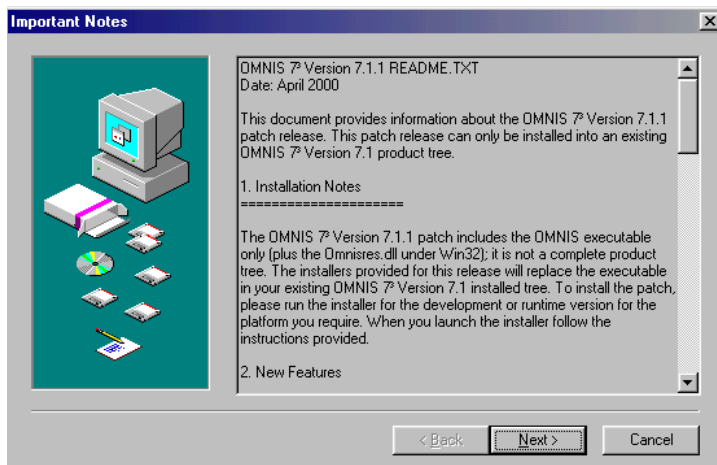 Important Notes
OMNIS 7³ Version 7.1.1 README.TXT
Date: April 2000
This document provides information about the OMNIS 7³ Version 7.1.1
patch release. This patch release can only be installed into an existing
OMNIS 7³ Version 7.1 product tree.
1. Installation Notes
=====================
The OMNIS 7³ Version 7.1.1 patch includes the OMNIS executable
only (plus the Omnisres.dll under Win32); it is not a complete product
tree. The installers provided for this release will replace the executable
in your existing OMNIS 7³ Version 7.1 installed tree. To install the patch,
please run the installer for the development or runtime version for the
platform you require. When you launch the installer follow the
instructions provided.
2. New Features
< Back
Next >
Cancel